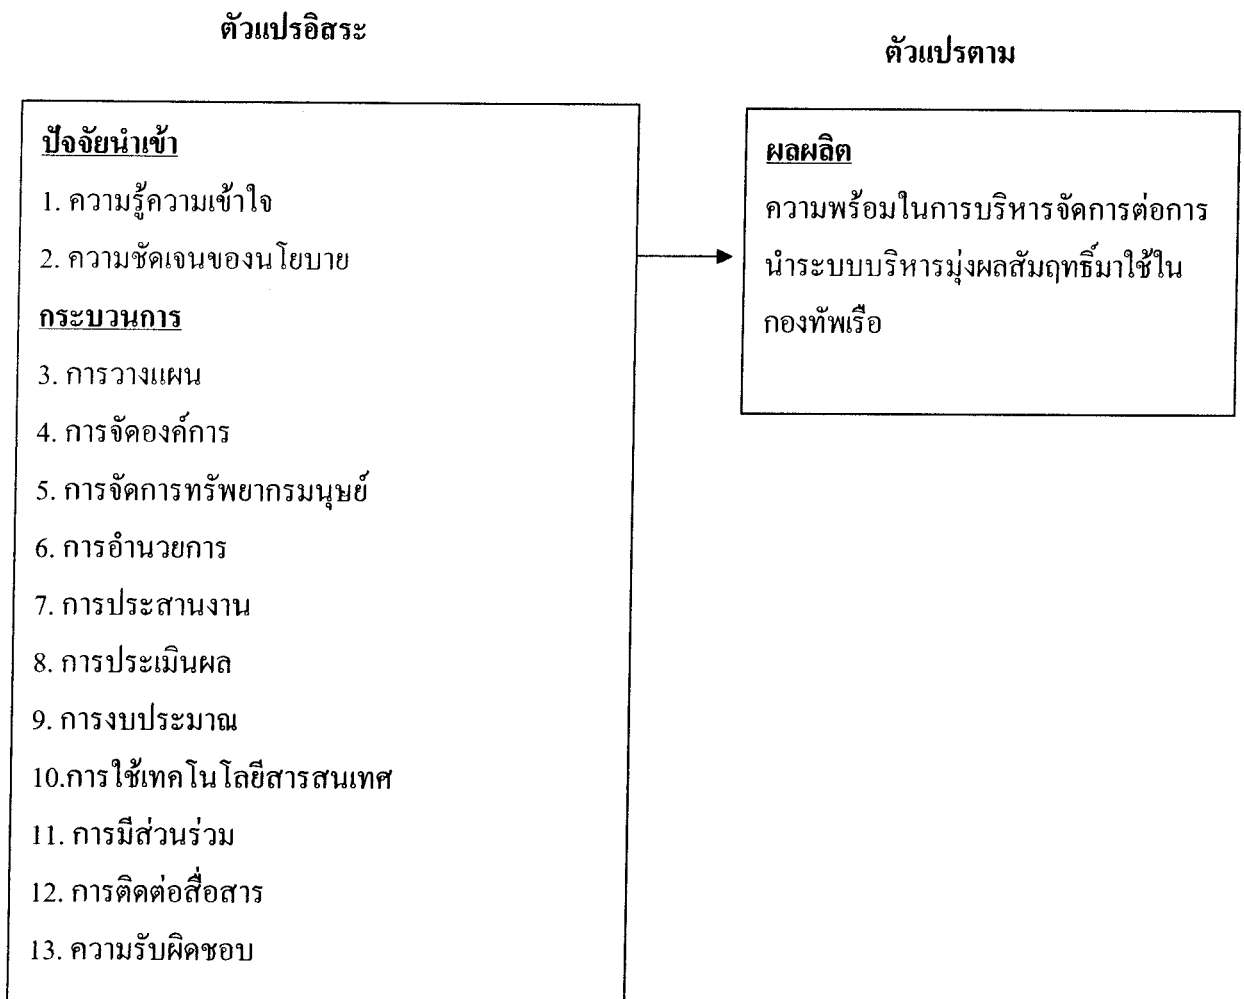 ตัวแปรอิสระ
ตัวแปรตาม
ปัจจัยนำเข้า
1. ความรู้ความเข้าใจ
2. ความชัดเจนของนโยบาย
กระบวนการ
3. การวางแผน
4. การจัดองค์การ
5. การจัดการทรัพยากรมนุษย์
6. การอำนวยการ
7. การประสานงาน
8. การประเมินผล
9. การงบประมาณ
10.การใช้เทคโนโลยีสารสนเทศ
11. การมีส่วนร่วม
12. การติดต่อสื่อสาร
13. ความรับผิดชอบ
ผลผลิต
ความพร้อมในการบริหารจัดการต่อการ
นำระบบบริหารมุ่งผลสัมฤทธิ์มาใช้ใน
กองทัพเรือ